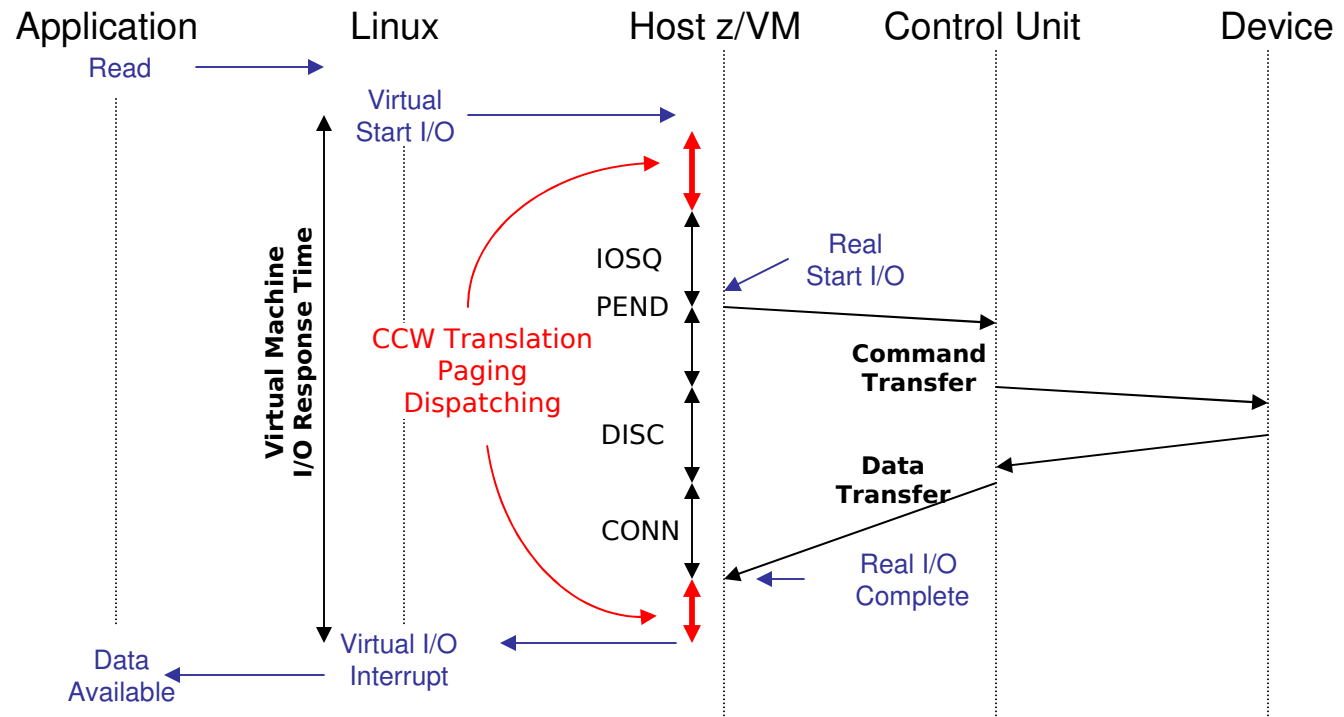 Application
Linux
Host z/VM
Control Unit
Device
Read
Virtual
Start I/O
Virtual Machine
I/O Response Time
IOSQ
Real
Start I/O
PEND
CCW Translation
Paging
Dispatching
Command
Transfer
DISC
Data
Transfer
CONN
Real I/O
Complete
Virtual I/O
Interrupt
Data
Available